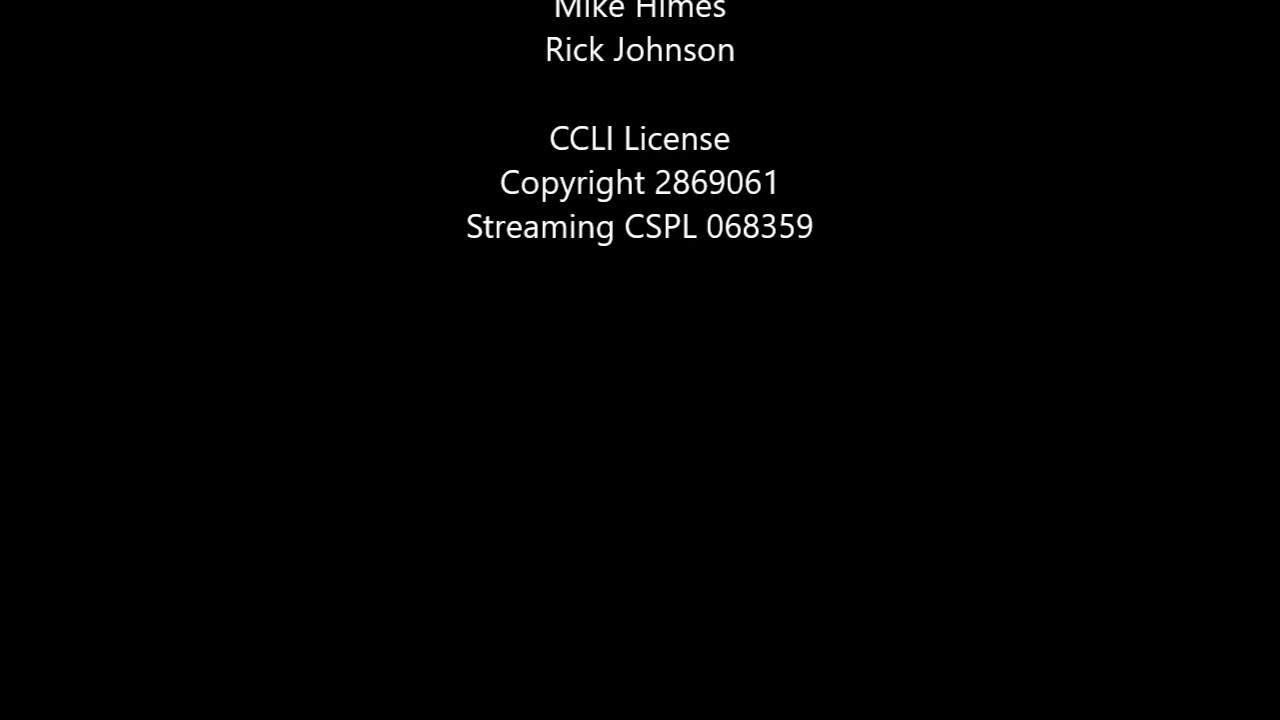 Mike Himes
Rick Johnson
CCLI License
Copyright 2869061
Streaming CSPL 068359